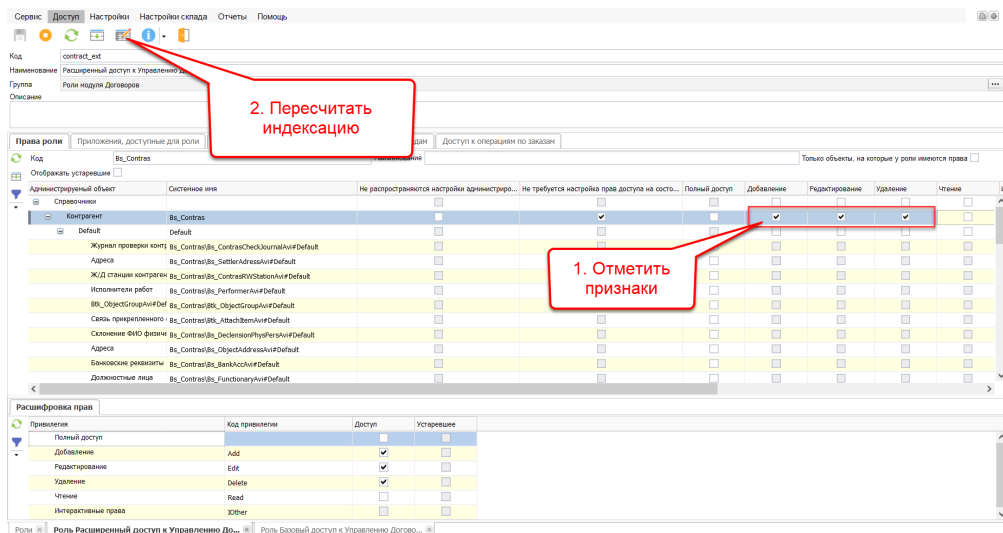 Сервис Доступ Настройки Настройки склада Отчеты Помощь
Код contract_ext
Наименование Расширенный доступ к Управлению До
Группа Роли модуля Договоров ...
Описание
2. Пересчитать
индексацию
Права роли Приложения, доступные для роли дам Доступ к операциям по заказам
Код Bs_Contras Наименование Только объекты, на которые у роли имеются права
Отображать устаревшие
Администрируемый объект Системное имя Не распространяются настройки администриро... Не требуется настройка прав доступа на состо... Полный доступ Добавление Редактирование Удаление Чтение
Справочники
Контрагент Bs_Contras
Default Default
Журнал проверки контр Bs_Contras\Bs_ContrasCheckJournalAvi#Default
Адреса Bs_Contras\Bs_SettlerAdressAvi#Default
Ж/Д станции контраген Bs_Contras\Bs_ContrasRWStationAvi#Default
Исполнители работ Bs_Contras\Bs_PerformerAvi#Default
Btk_ObjectGroupAvi#Def Bs_Contras\Btk_ObjectGroupAvi#Default
Связь прикрепленного Bs_Contras\Btk_AttachItemAvi#Default
Склонение ФИО физиче Bs_Contras\Bs_DeclensionPhysPersAvi#Default
Адреса Bs_Contras\Bs_ObjectAddressAvi#Default
Банковские реквизиты Bs_Contras\Bs_BankAccAvi#Default
Должностные лица Bs_Contras\Bs_FunctionaryAvi#Default
1. Отметить
признаки
Расшифровка прав
Привилегия Код привилегии Доступ Устаревшее
Полный доступ
Добавление Add
Редактирование Edit
Удаление Delete
Чтение Read
Интерактивные права IOther
Роли Роль Расширенный доступ к Управлению До... Роль Базовый доступ к Управлению Догово...